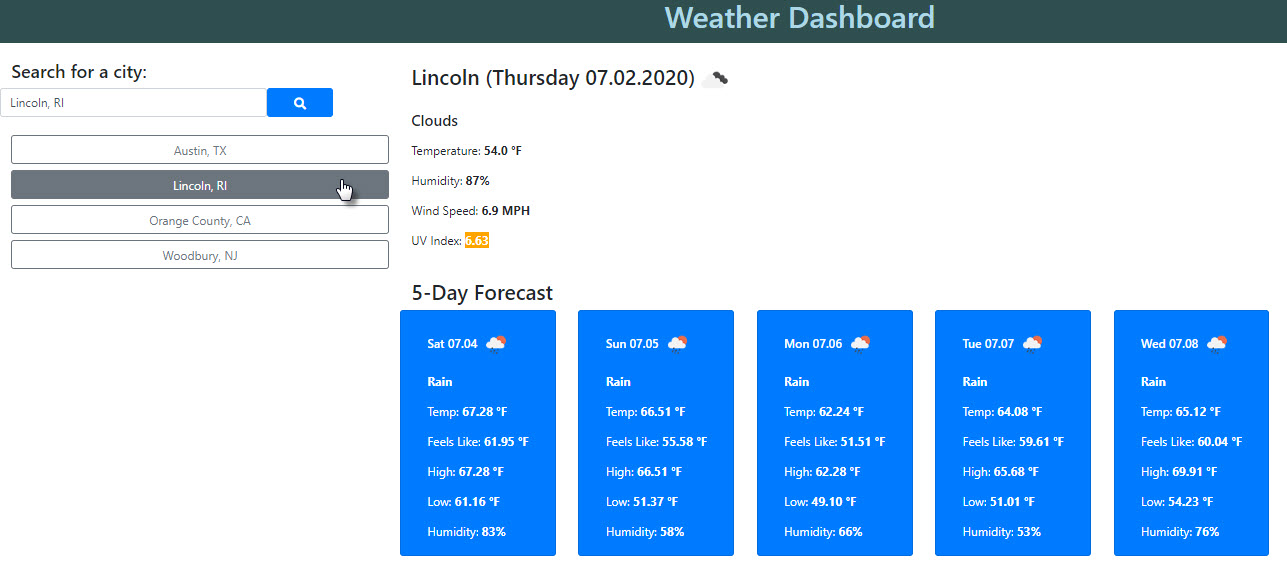 Weather Dashboard
Search for a city:
Lincoln, RI
Austin, TX
Lincoln, RI
Orange County, CA
Woodbury, NJ
Lincoln (Thursday 07.02.2020)
Clouds
Temperature: 54.0 °F
Humidity: 87%
Wind Speed: 6.9 MPH
UV Index: 6.63
5-Day Forecast
Sat 07.04
Rain
Temp: 67.28 °F
Feels Like: 61.95 °F
High: 67.28 °F
Low: 61.16 °F
Humidity: 83%
Sun 07.05
Rain
Temp: 66.51 °F
Feels Like: 55.58 °F
High: 66.51 °F
Low: 51.37 °F
Humidity: 58%
Mon 07.06
Rain
Temp: 62.24 °F
Feels Like: 51.51 °F
High: 62.28 °F
Low: 49.10 °F
Humidity: 66%
Tue 07.07
Rain
Temp: 64.08 °F
Feels Like: 59.61 °F
High: 65.68 °F
Low: 51.01 °F
Humidity: 53%
Wed 07.08
Rain
Temp: 65.12 °F
Feels Like: 60.04 °F
High: 69.91 °F
Low: 54.23 °F
Humidity: 76%